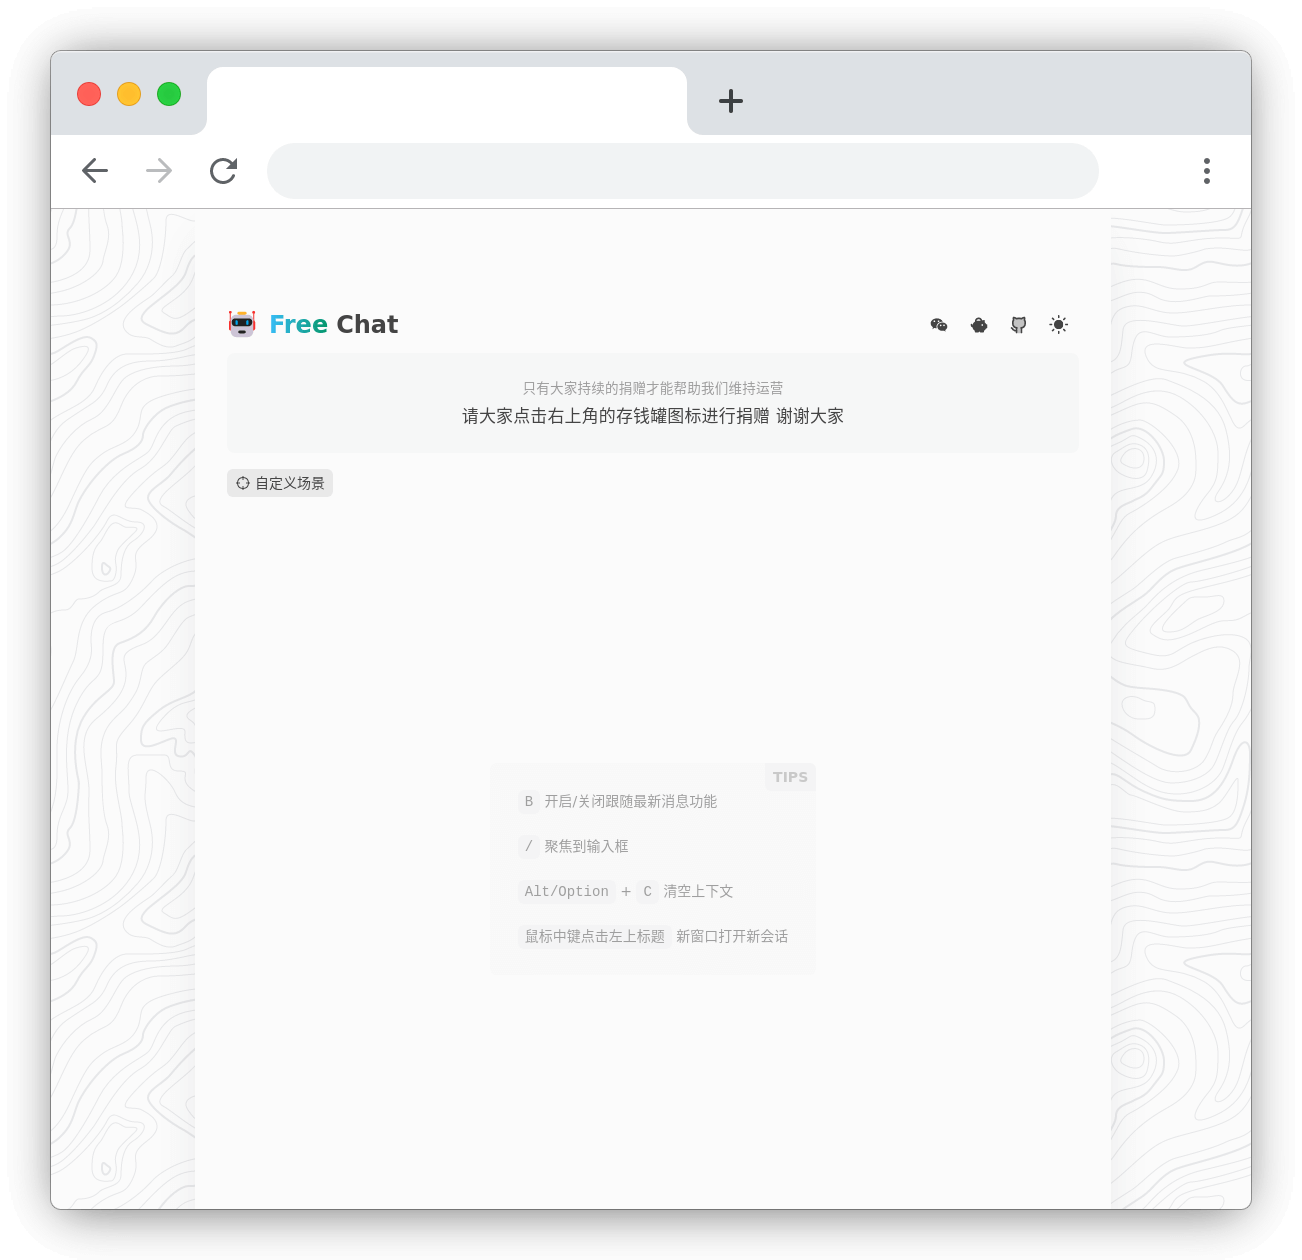 Free Chat
只有大家持续的捐赠才能帮助我们维持运营
请大家点击右上角的存钱罐图标进行捐赠 谢谢大家
自定义场景
TIPS
B 开启/关闭跟随最新消息功能
/ 聚焦到输入框
Alt/Option + C 清空上下文
鼠标中键点击左上标题 新窗口打开新会话